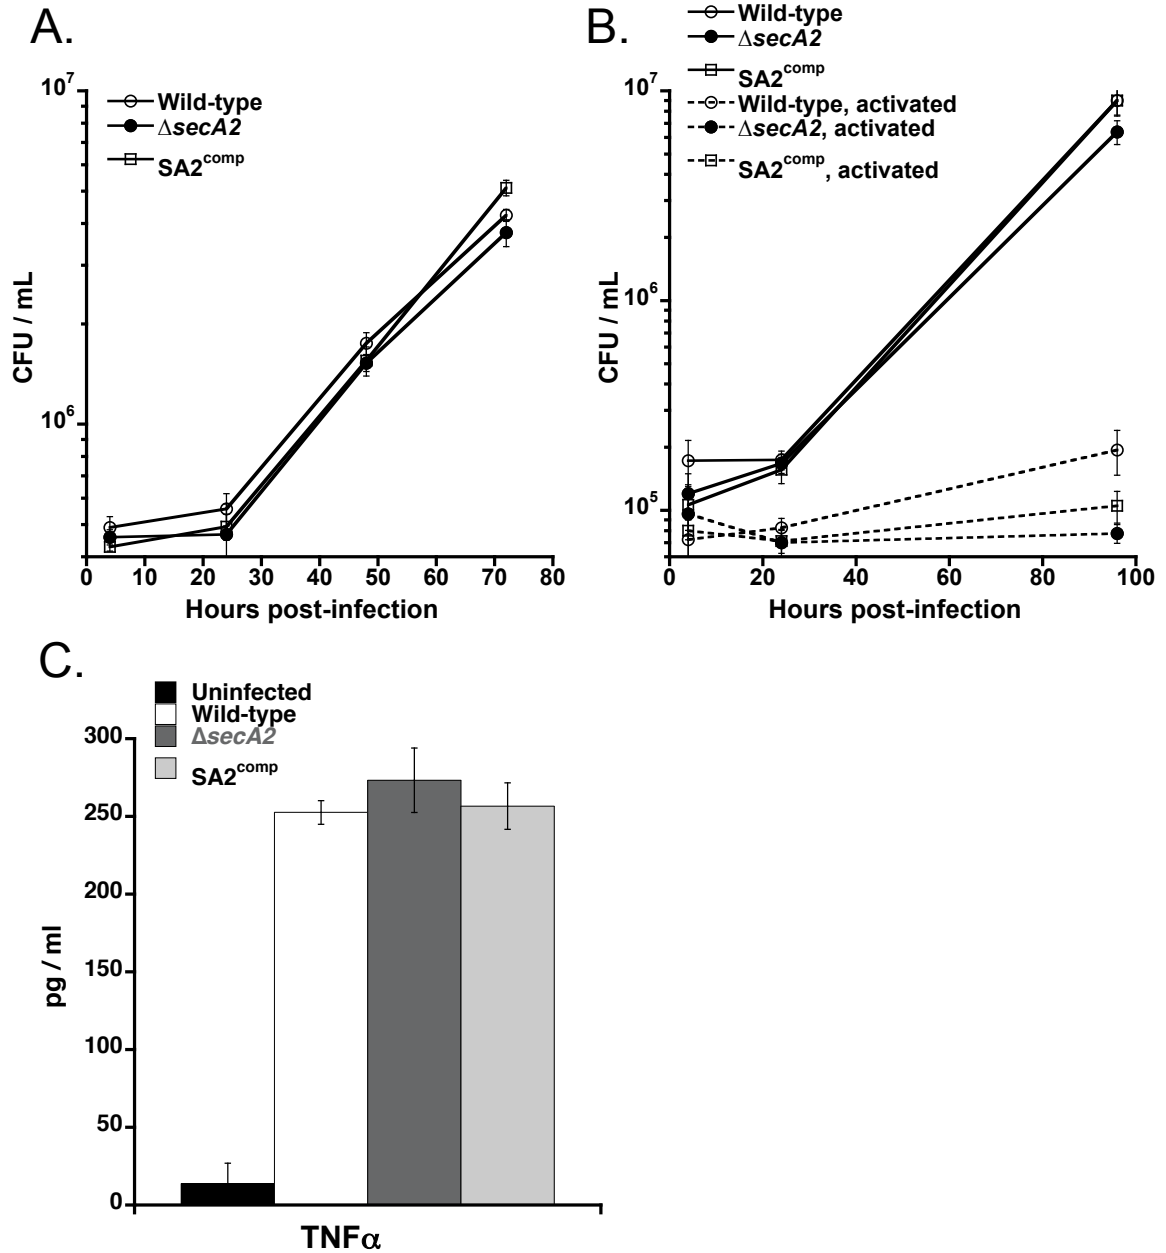 A.
Wild-type
ΔsecA2
SA2^comp
10^7
10^6
CFU / mL
0 10 20 30 40 50 60 70 80
Hours post-infection
B.
Wild-type
ΔsecA2
SA2^comp
Wild-type, activated
ΔsecA2, activated
SA2^comp, activated
10^7
10^6
10^5
CFU / mL
0 20 40 60 80 100
Hours post-infection
C.
Uninfected
Wild-type
ΔsecA2
SA2^comp
300
250
200
150
100
50
0
pg / ml
TNFα